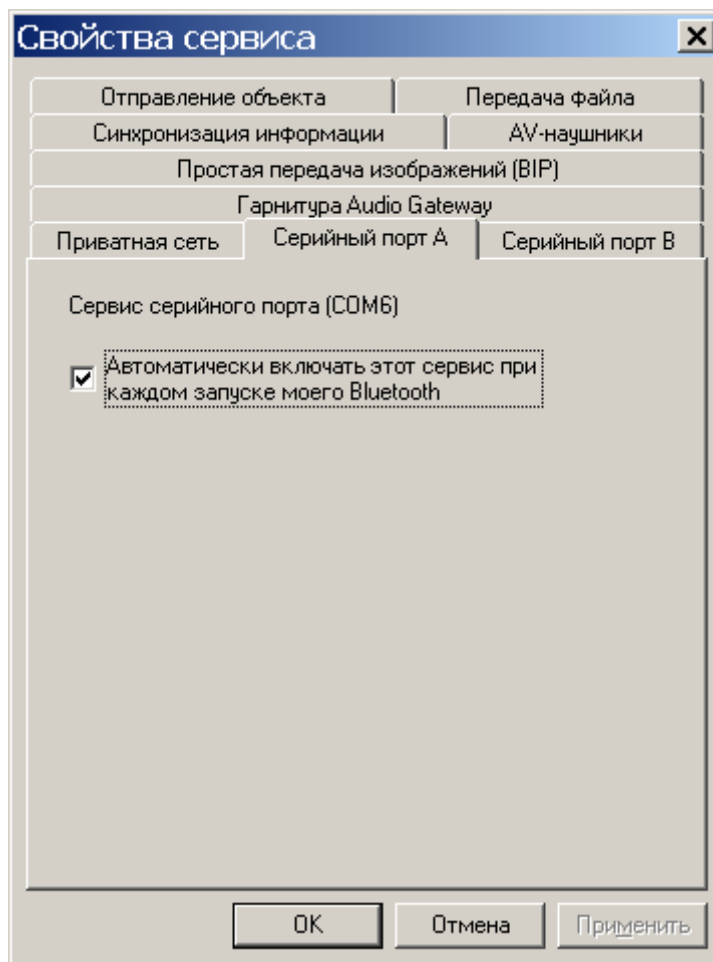 Свойства сервиса
Отправление объекта
Передача файла
Синхронизация информации
AV-наушники
Простая передача изображений (BIP)
Гарнитура Audio Gateway
Приватная сеть
Серийный порт A
Серийный порт B
Сервис серийного порта (COM6)
Автоматически включать этот сервис при
каждом запуске моего Bluetooth
OK
Отмена
Применить